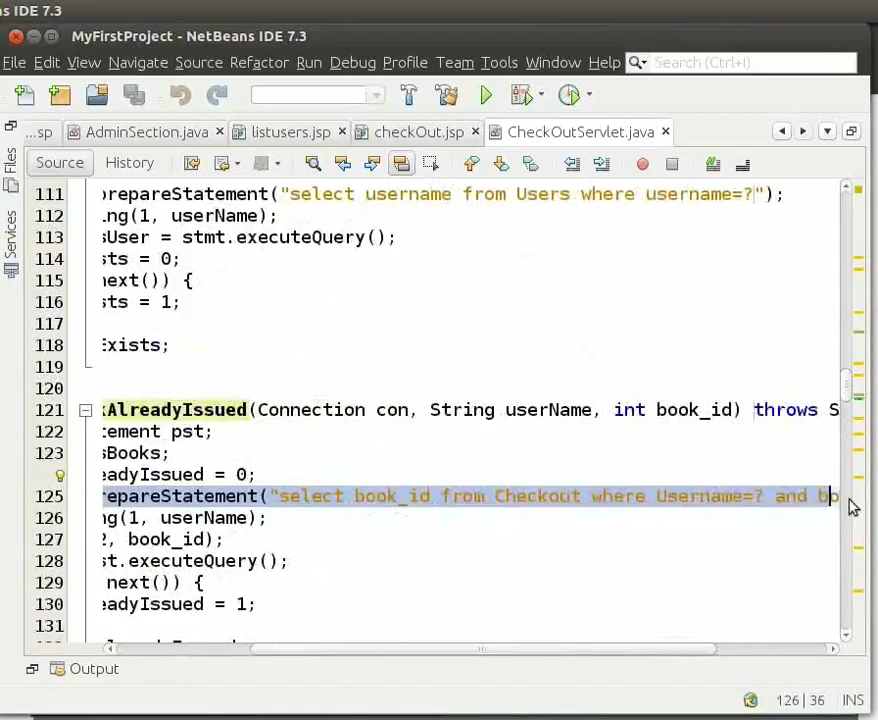 s IDE 7.3
MyFirstProject - NetBeans IDE 7.3
File Edit View Navigate Source Refactor Run Debug Profile Team Tools Window Help Search (Ctrl+I)
...sp AdminSection.java listusers.jsp checkOut.jsp CheckOutServlet.java
Files
Services
Source History
111 prepareStatement("select username from Users where username=?");
112 ing(1, userName);
113 sUser = stmt.executeQuery();
114 sts = 0;
115 next()) {
116 sts = 1;
117
118 Exists;
119
120
121 kAlreadyIssued(Connection con, String userName, int book_id) throws S
122 tement pst;
123 sBooks;
eadyIssued = 0;
125 repareStatement("select book_id from Checkout where Username=? and bo
126 ng(1, userName);
127 2, book_id);
128 st.executeQuery();
129 next()) {
130 eadyIssued = 1;
131
Output
126 | 36 INS